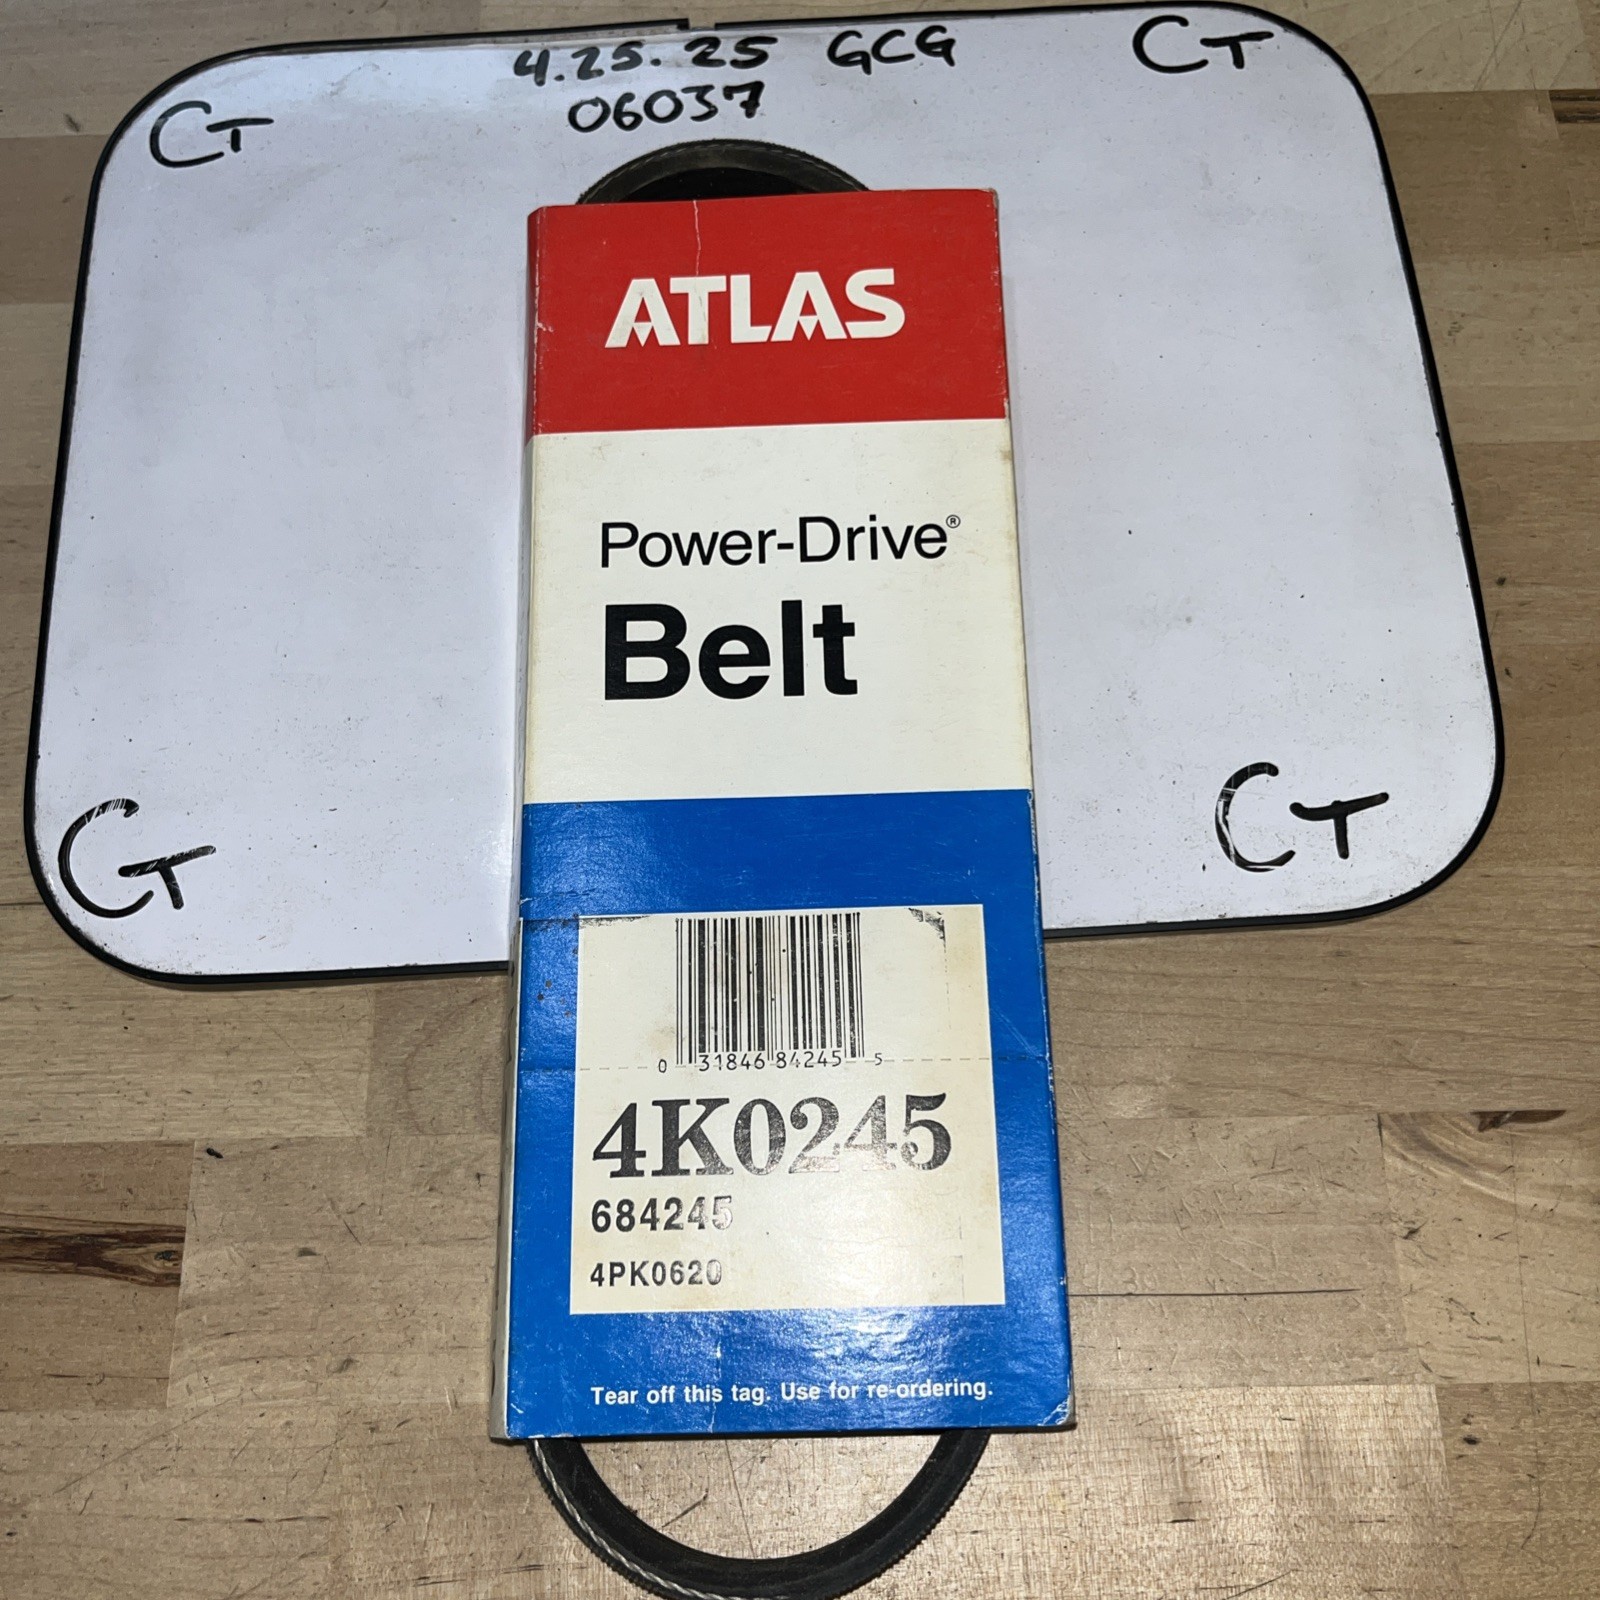 4.25.25 GCG
06037
CT
CT
ATLAS
Power-Drive®
Belt
CT
CT
0 31846 84245 5
4K0245
684245
4PK0620
Tear off this tag. Use for re-ordering.